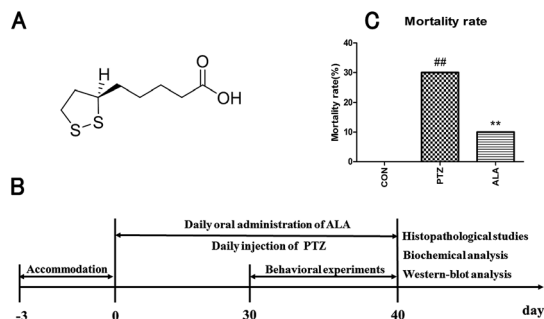 A
H
O
OH
S
S
C
Mortality rate
Mortality rate(%)
40
30
20
10
0
##
**
CON
PTZ
ALA
B
Daily oral administration of ALA
Daily injection of PTZ
Accommodation
Behavioral experiments
Histopathological studies
Biochemical analysis
Western-blot analysis
-3
0
30
40
day